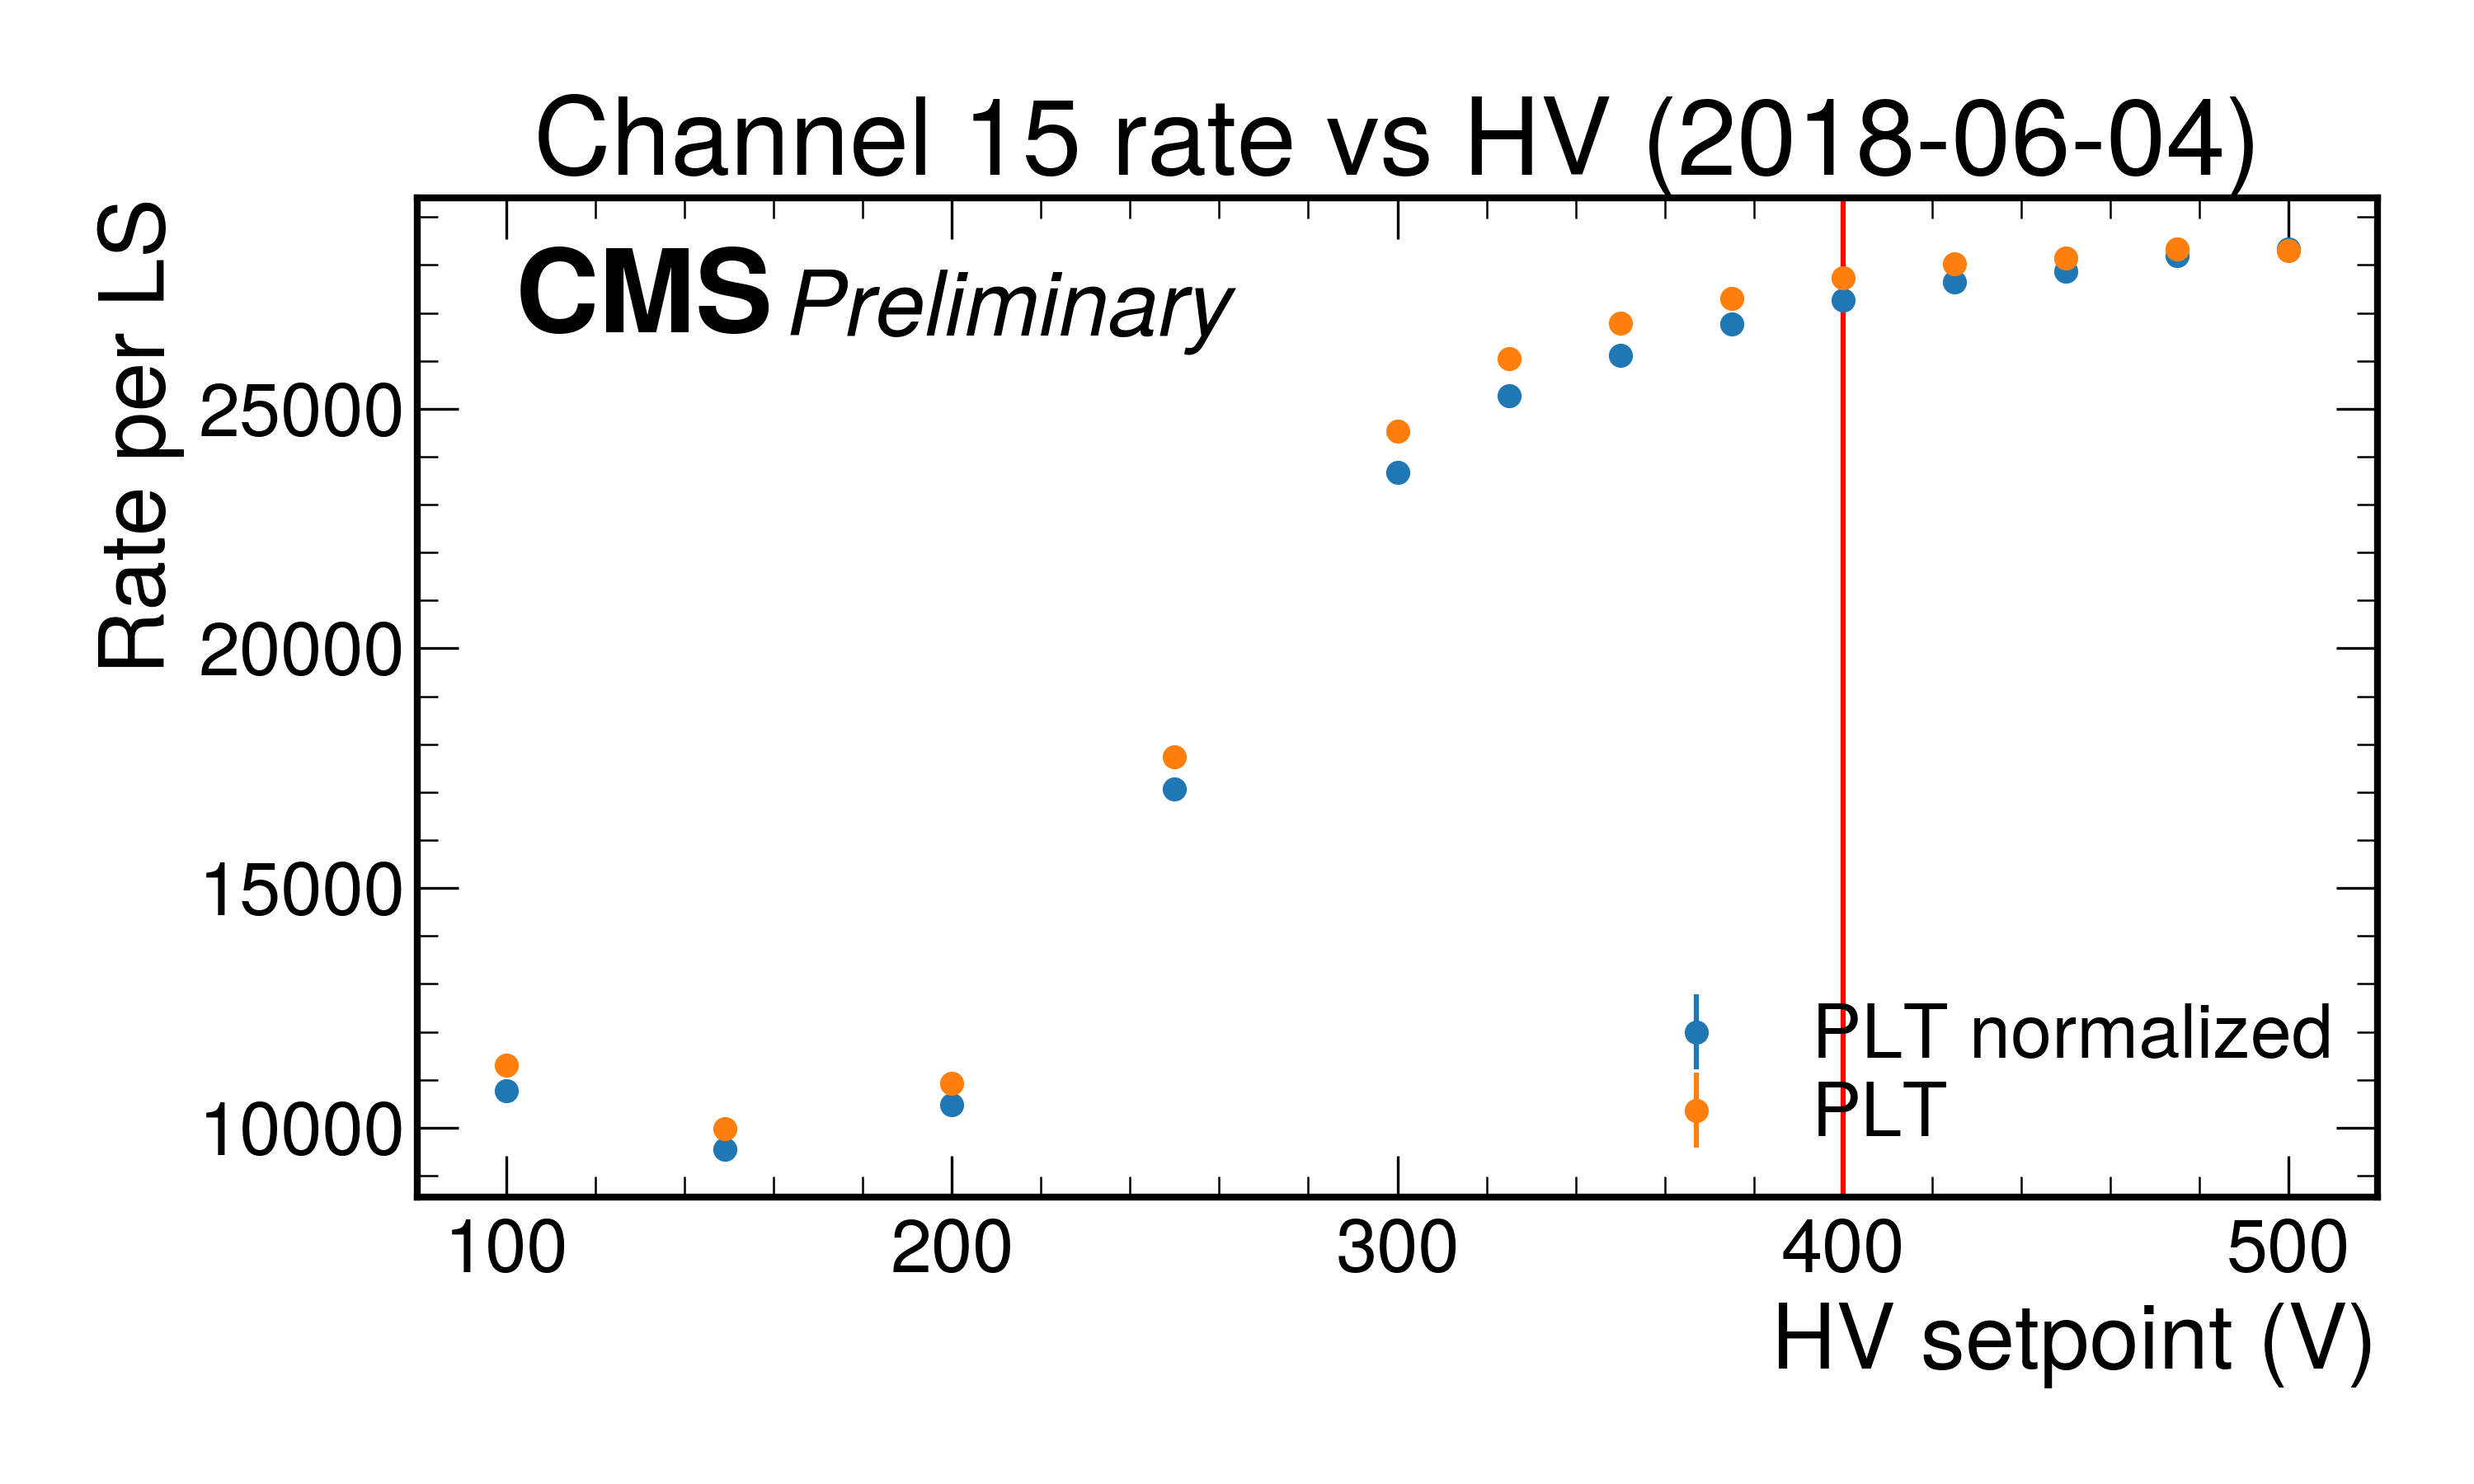 Channel 15 rate vs HV (2018-06-04)
CMS Preliminary
Rate per LS
25000
20000
15000
10000
PLT normalized
PLT
100 200 300 400 500
HV setpoint (V)